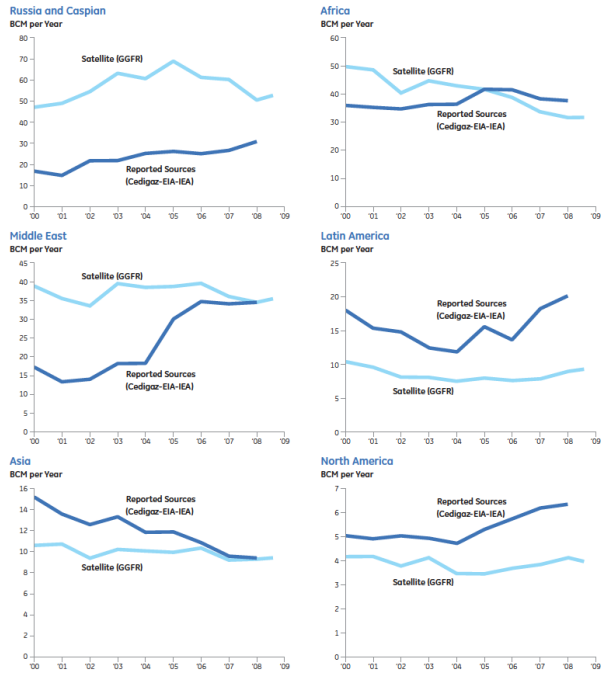 Russia and Caspian
BCM per Year
80
70
60
50
40
30
20
10
0
Satellite (GGFR)
Reported Sources
(Cedigaz-EIA-IEA)
'00 '01 '02 '03 '04 '05 '06 '07 '08 '09
Africa
BCM per Year
60
50
40
30
20
10
0
Satellite (GGFR)
Reported Sources
(Cedigaz-EIA-IEA)
'00 '01 '02 '03 '04 '05 '06 '07 '08 '09
Middle East
BCM per Year
45
40
35
30
25
20
15
10
5
0
Satellite (GGFR)
Reported Sources
(Cedigaz-EIA-IEA)
'00 '01 '02 '03 '04 '05 '06 '07 '08 '09
Latin America
BCM per Year
25
20
15
10
5
0
Reported Sources
(Cedigaz-EIA-IEA)
Satellite (GGFR)
'00 '01 '02 '03 '04 '05 '06 '07 '08 '09
Asia
BCM per Year
16
14
12
10
8
6
4
2
0
Reported Sources
(Cedigaz-EIA-IEA)
Satellite (GGFR)
'00 '01 '02 '03 '04 '05 '06 '07 '08 '09
North America
BCM per Year
7
6
5
4
3
2
1
0
Reported Sources
(Cedigaz-EIA-IEA)
Satellite (GGFR)
'00 '01 '02 '03 '04 '05 '06 '07 '08 '09